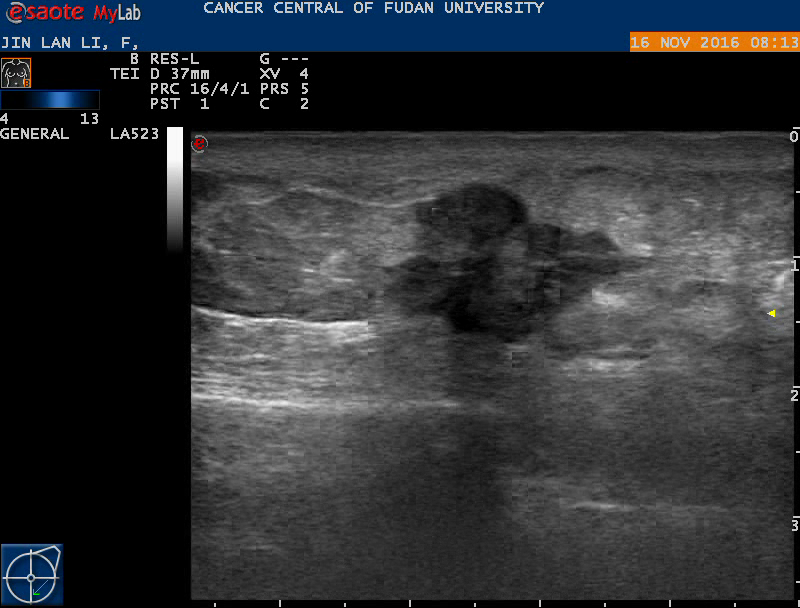 CANCER CENTRAL OF FUDAN UNIVERSITY
esaote MyLab
JIN LAN LI, F,
16 NOV 2016 08:13
B RES-L G ---
TEI D 37mm XV 4
PRC 16/4/1 PRS 5
PST 1 C 2
B
4 13
GENERAL LA523
e
0
1
2
3